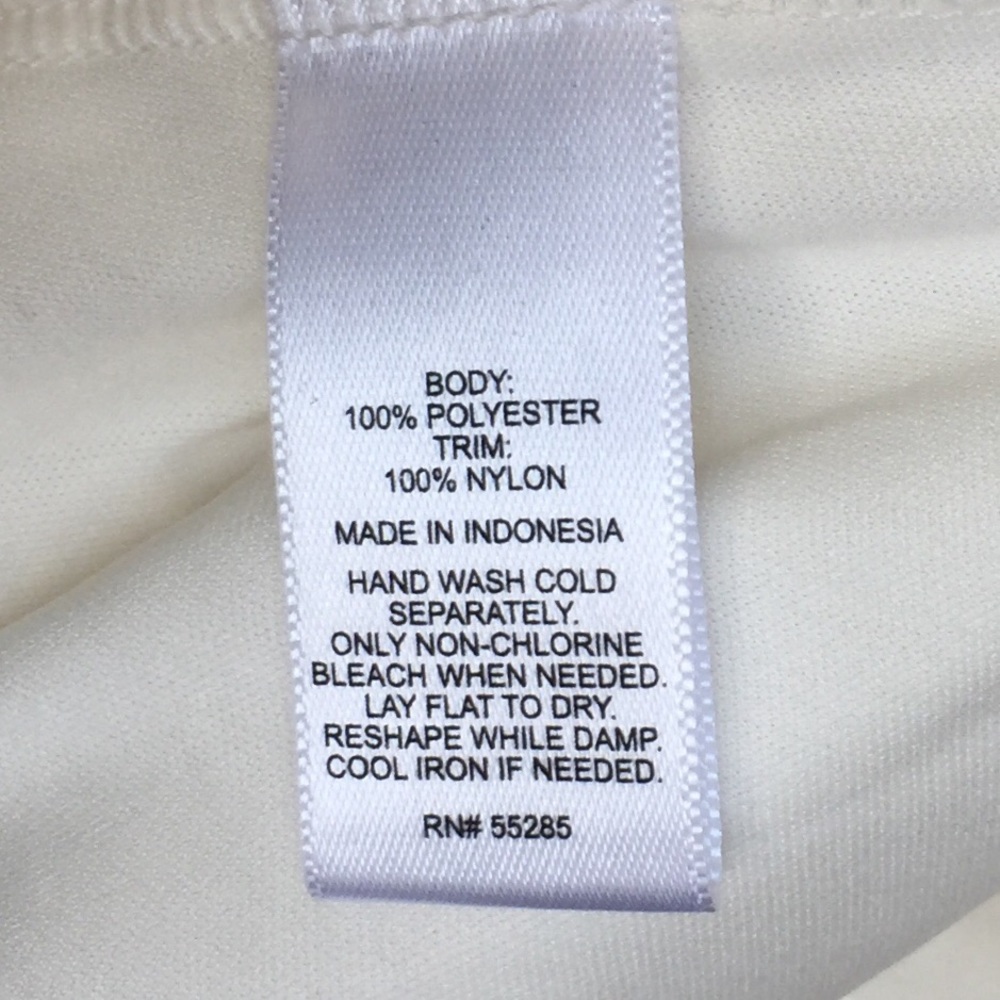 BODY:
100% POLYESTER
TRIM:
100% NYLON
MADE IN INDONESIA
HAND WASH COLD
SEPARATELY.
ONLY NON-CHLORINE
BLEACH WHEN NEEDED.
LAY FLAT TO DRY.
RESHAPE WHILE DAMP.
COOL IRON IF NEEDED.
RN# 55285